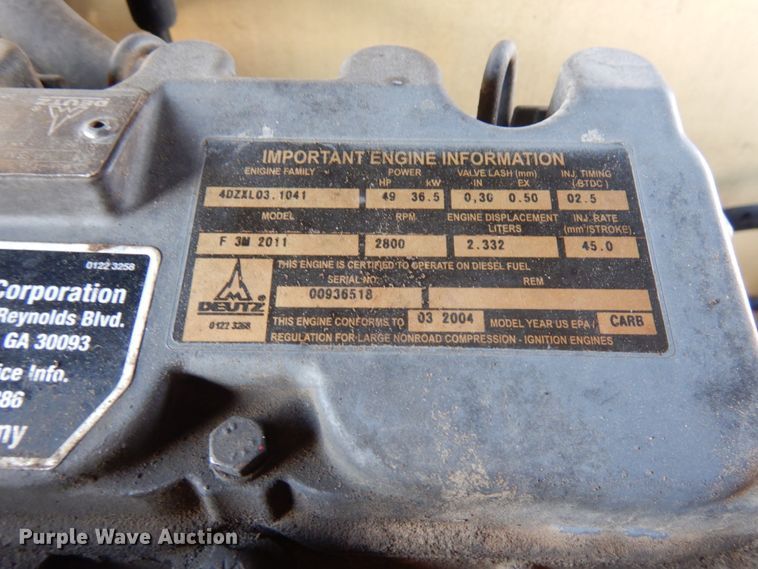 DEUTZ
IMPORTANT ENGINE INFORMATION
ENGINE FAMILY POWER VALVE LASH (mm) INJ. TIMING
HP kW IN EX (BTDC)
4DZXL03.1041 49 36.5 0,30 0.50 02.5
MODEL RPM ENGINE DISPLACEMENT INJ. RATE
LITERS (mm³/STROKE)
F 3M 2011 2800 2.332 45.0
THIS ENGINE IS CERTIFIED TO OPERATE ON DIESEL FUEL
SERIAL NO. REM
00936518
DEUTZ
0122 3268
THIS ENGINE CONFORMS TO 03 2004 MODEL YEAR US EPA / CARB
REGULATION FOR LARGE NONROAD COMPRESSION - IGNITION ENGINES
0122 3258
Corporation
Reynolds Blvd.
GA 30093
Info.
Purple Wave Auction